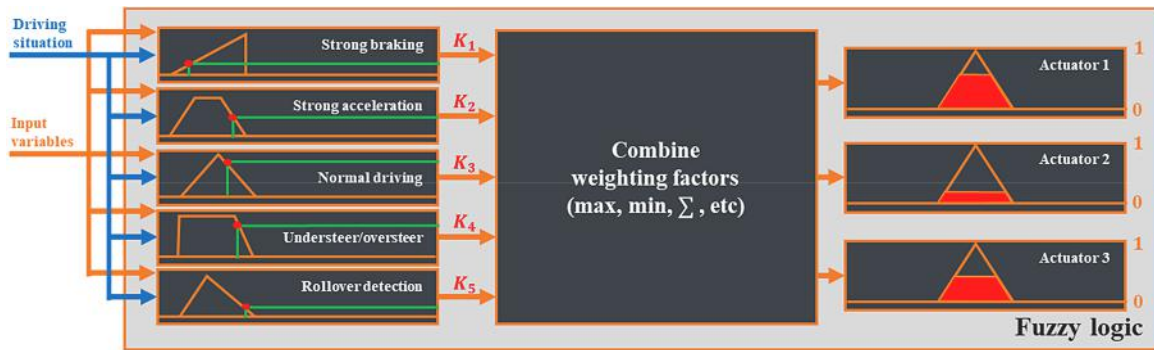 Driving
situation
Input
variables
Strong braking
K₁
Strong acceleration
K₂
Normal driving
K₃
Understeer/oversteer
K₄
Rollover detection
K₅
Combine
weighting factors
(max, min, ∑ , etc)
Actuator 1
1
0
Actuator 2
1
0
Actuator 3
1
0
Fuzzy logic